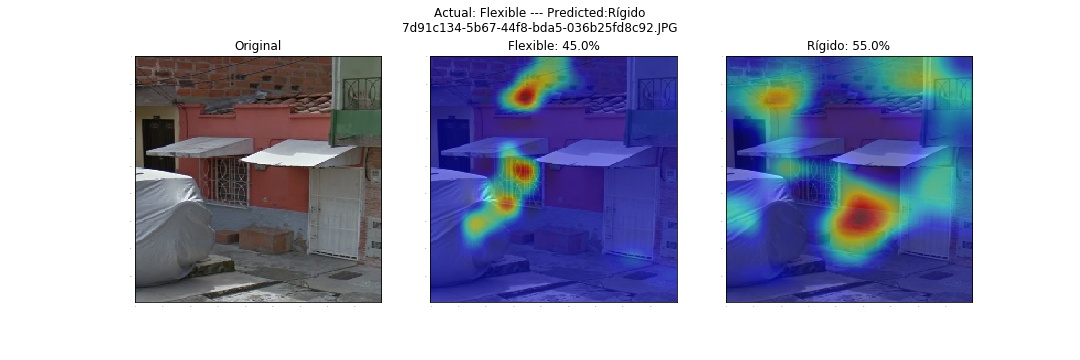 Actual: Flexible --- Predicted:Rígido
7d91c134-5b67-44f8-bda5-036b25fd8c92.JPG
Original
Flexible: 45.0%
Rígido: 55.0%